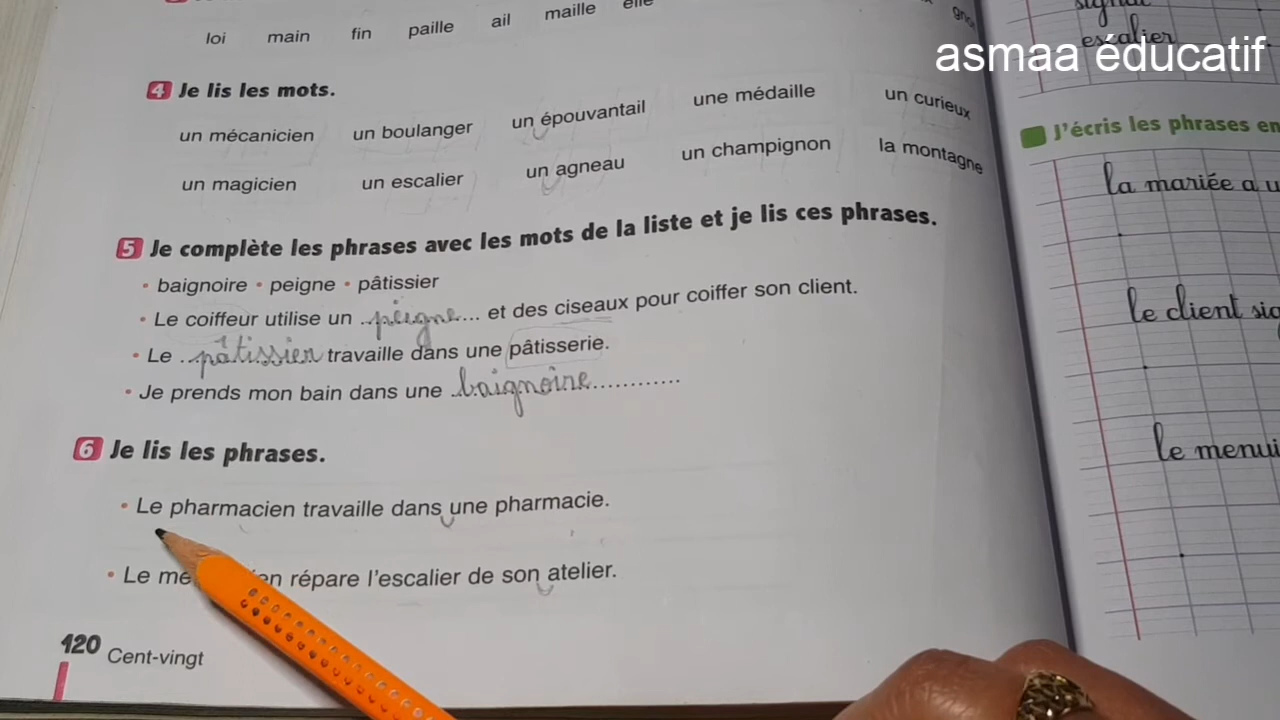 loi main fin paille ail maille elle
4 Je lis les mots.
un mécanicien un boulanger un épouvantail une médaille un curieux
un magicien un escalier un agneau un champignon la montagne
5 Je complète les phrases avec les mots de la liste et je lis ces phrases.
• baignoire • peigne • pâtissier
• Le coiffeur utilise un ..peigne... et des ciseaux pour coiffer son client.
• Le ..pâtissier travaille dans une pâtisserie.
• Je prends mon bain dans une ..baignoire............
6 Je lis les phrases.
• Le pharmacien travaille dans une pharmacie.
• Le me en répare l'escalier de son atelier.
120 Cent-vingt
signal
escalier
asmaa éducatif
J'écris les phrases en
la mariée a u
le client sig
le menui